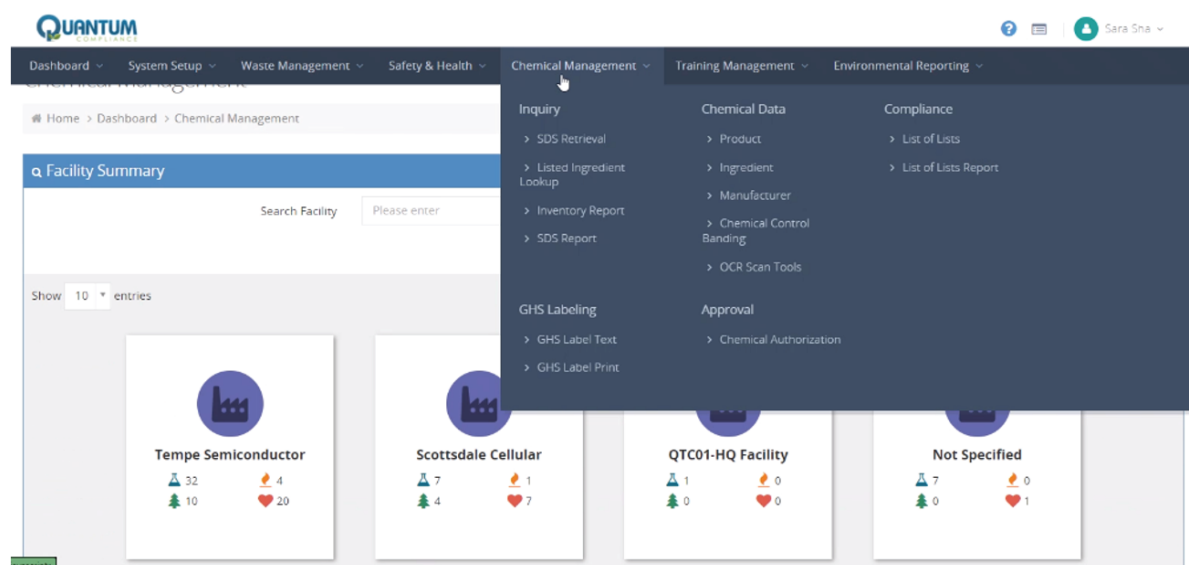 QUANTUM
COMPLIANCE
Sara Sha
Dashboard System Setup Waste Management Safety & Health Chemical Management Training Management Environmental Reporting
Chemical Management
Home > Dashboard > Chemical Management
Inquiry Chemical Data Compliance
> SDS Retrieval > Product > List of Lists
> Listed Ingredient > Ingredient > List of Lists Report
Lookup
> Manufacturer
> Inventory Report
> Chemical Control
Banding
> SDS Report
> OCR Scan Tools
GHS Labeling Approval
> GHS Label Text > Chemical Authorization
> GHS Label Print
Facility Summary
Search Facility Please enter
Show 10 entries
Tempe Semiconductor
32 4
10 20
Scottsdale Cellular
7 1
4 7
QTC01-HQ Facility
1 0
0 0
Not Specified
7 0
0 1